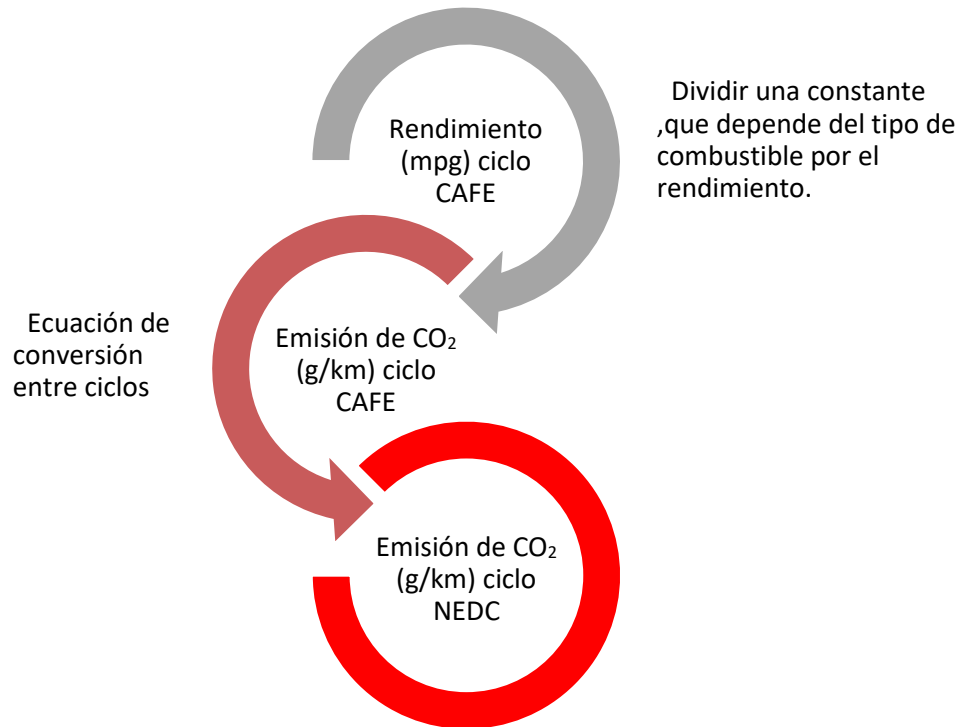 Rendimiento
(mpg) ciclo
CAFE
Dividir una constante
,que depende del tipo de
combustible por el
rendimiento.
Ecuación de
conversión
entre ciclos
Emisión de CO₂
(g/km) ciclo
CAFE
Emisión de CO₂
(g/km) ciclo
NEDC